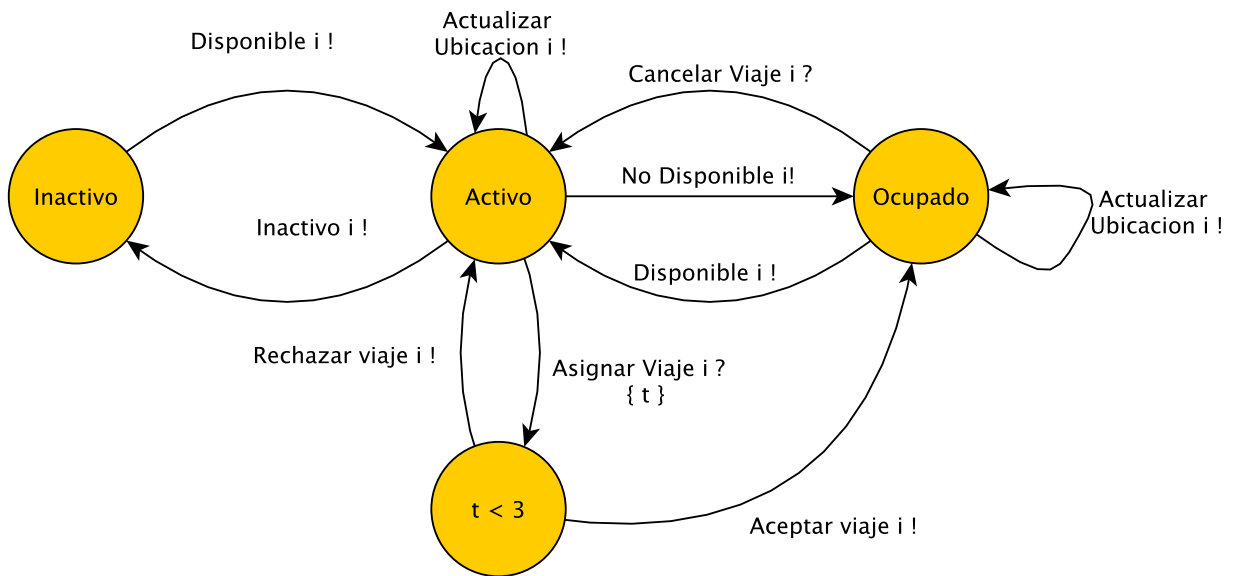 Actualizar
Ubicacion i !
Disponible i !
Cancelar Viaje i ?
No Disponible i!
Inactivo
Activo
Ocupado
Actualizar
Ubicacion i !
Inactivo i !
Disponible i !
Rechazar viaje i !
Asignar Viaje i ?
{ t }
t < 3
Aceptar viaje i !